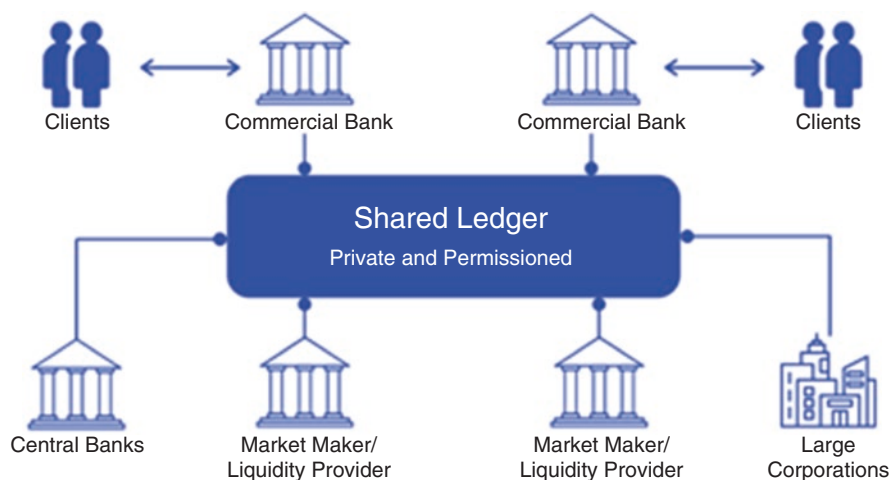 Clients
Commercial Bank
Commercial Bank
Clients
Shared Ledger
Private and Permissioned
Central Banks
Market Maker/
Liquidity Provider
Market Maker/
Liquidity Provider
Large
Corporations